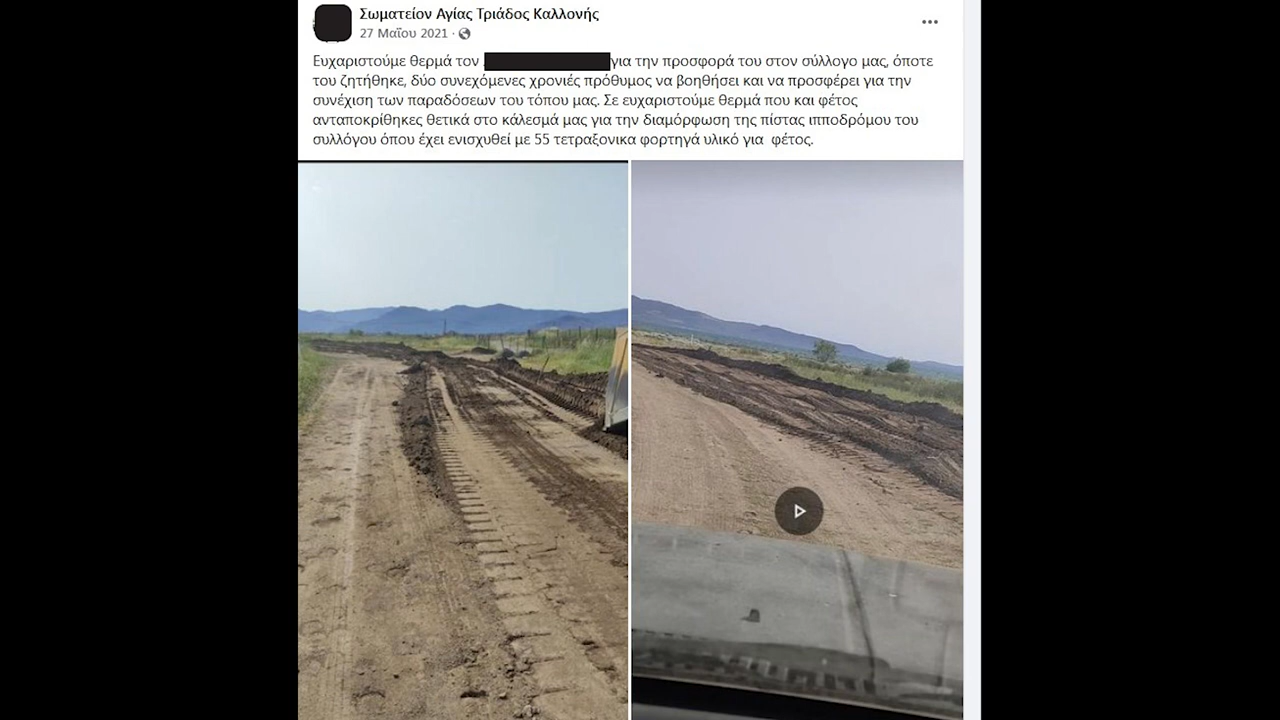 Σωματείον Αγίας Τριάδος Καλλονής
27 Μαΐου 2021 ·
Ευχαριστούμε θερμά τον για την προσφορά του στον σύλλογο μας, όποτε
του ζητήθηκε, δύο συνεχόμενες χρονιές πρόθυμος να βοηθήσει και να προσφέρει για την
συνέχιση των παραδόσεων του τόπου μας. Σε ευχαριστούμε θερμά που και φέτος
ανταποκρίθηκες θετικά στο κάλεσμά μας για την διαμόρφωση της πίστας ιπποδρόμου του
συλλόγου όπου έχει ενισχυθεί με 55 τετραξονικα φορτηγά υλικό για φέτος.